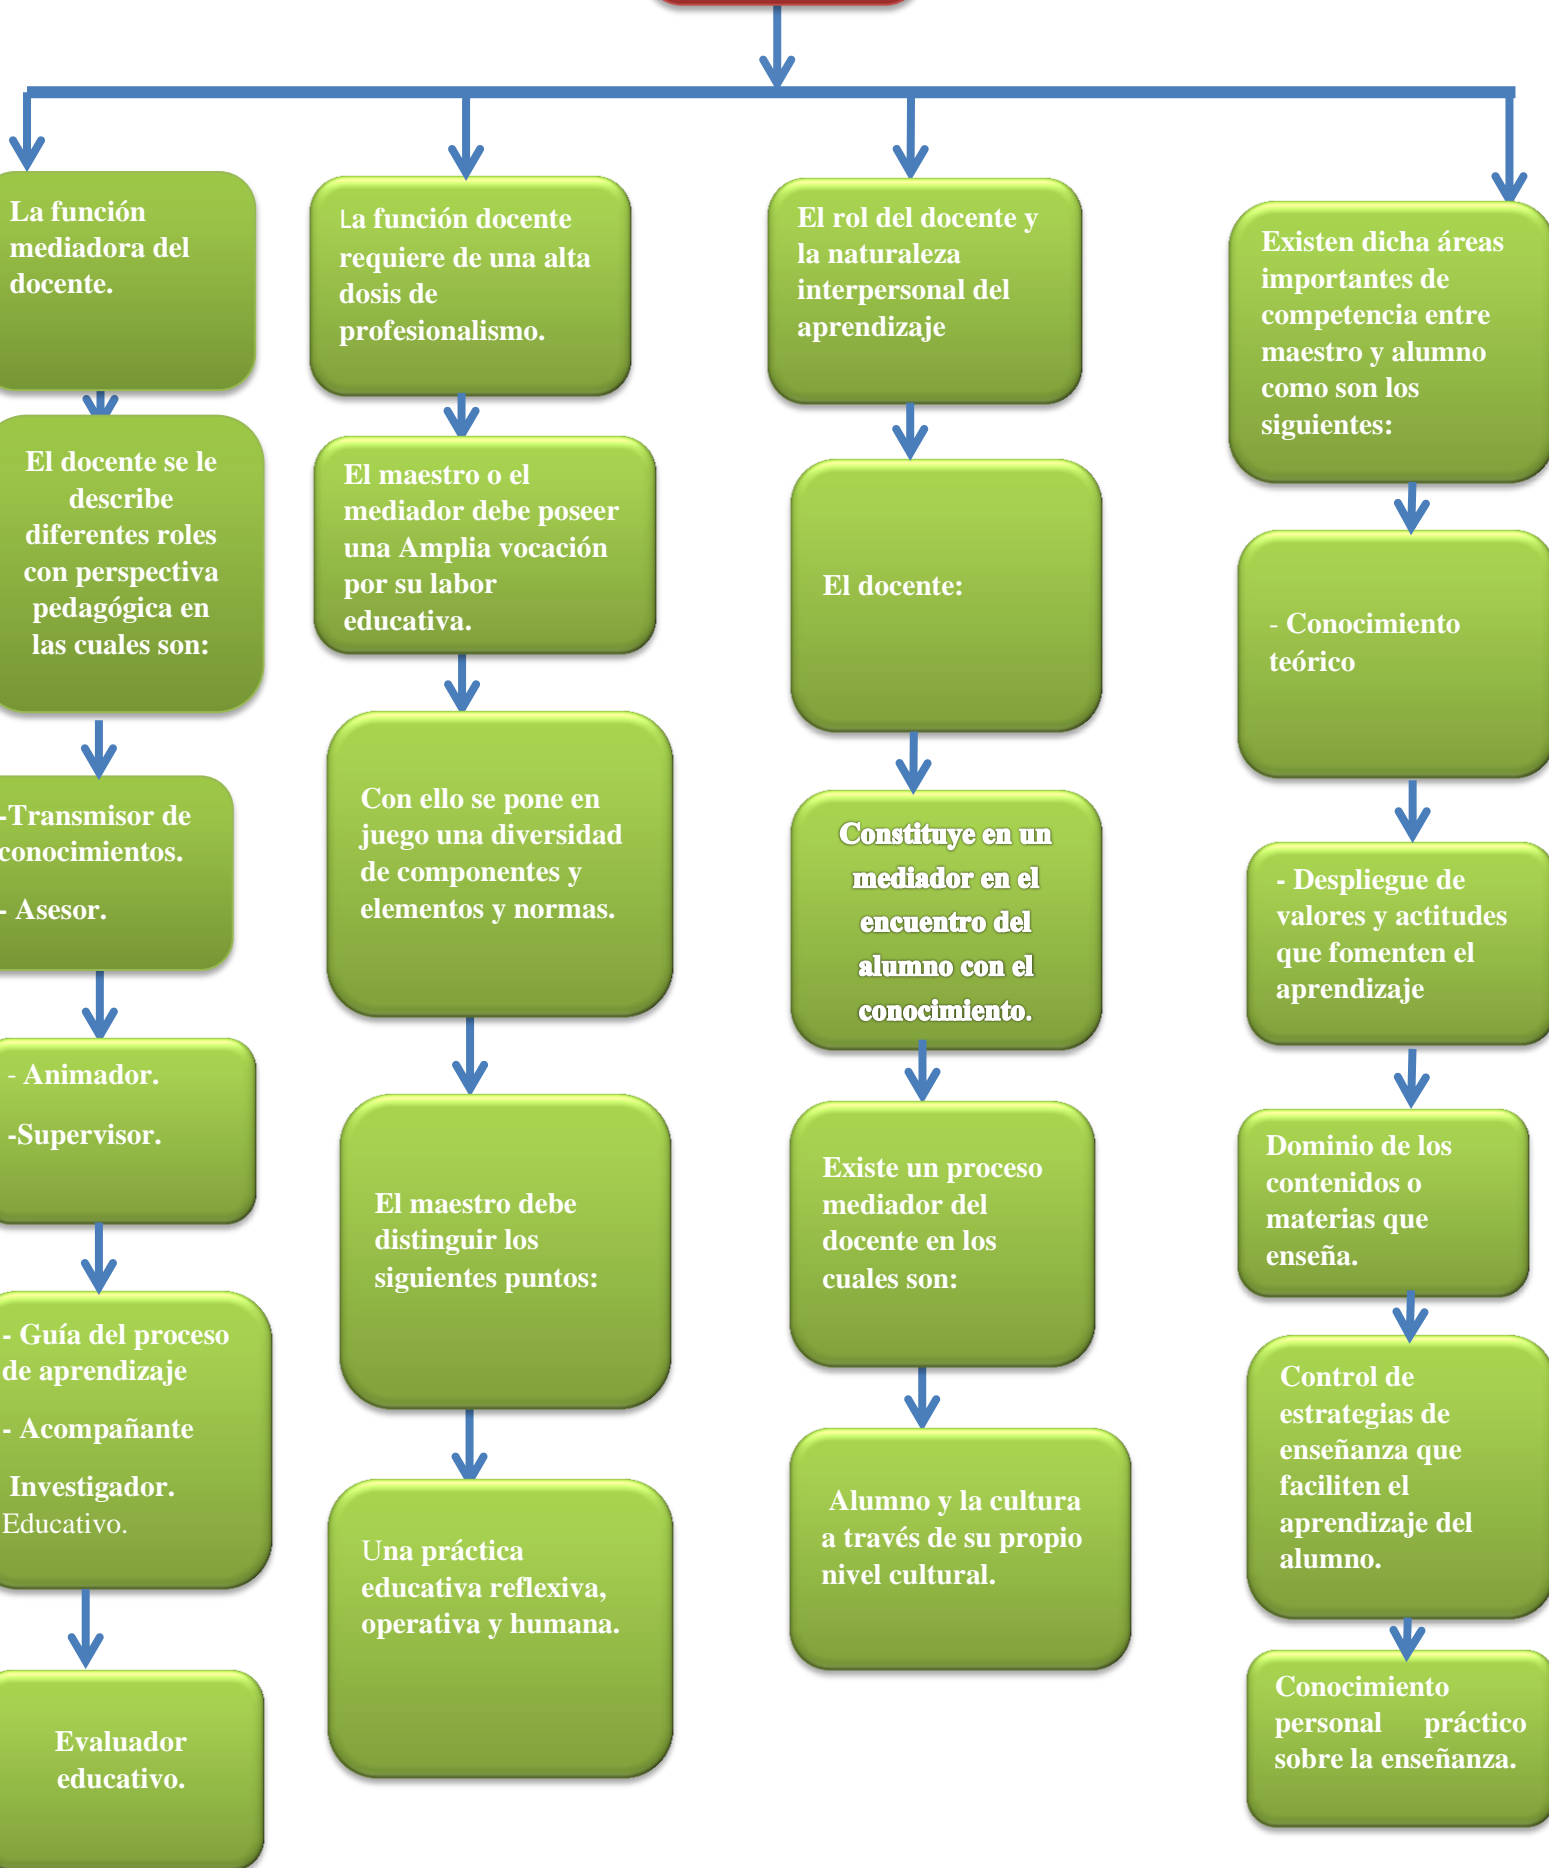 La función
mediadora del
docente.
El docente se le
describe
diferentes roles
con perspectiva
pedagógica en
las cuales son:
-Transmisor de
conocimientos.
- Asesor.
- Animador.
-Supervisor.
- Guía del proceso
de aprendizaje
- Acompañante
Investigador.
Educativo.
Evaluador
educativo.
La función docente
requiere de una alta
dosis de
profesionalismo.
El maestro o el
mediador debe poseer
una Amplia vocación
por su labor
educativa.
Con ello se pone en
juego una diversidad
de componentes y
elementos y normas.
El maestro debe
distinguir los
siguientes puntos:
Una práctica
educativa reflexiva,
operativa y humana.
El rol del docente y
la naturaleza
interpersonal del
aprendizaje
El docente:
Constituye en un
mediador en el
encuentro del
alumno con el
conocimiento.
Existe un proceso
mediador del
docente en los
cuales son:
Alumno y la cultura
a través de su propio
nivel cultural.
Existen dicha áreas
importantes de
competencia entre
maestro y alumno
como son los
siguientes:
- Conocimiento
teórico
- Despliegue de
valores y actitudes
que fomenten el
aprendizaje
Dominio de los
contenidos o
materias que
enseña.
Control de
estrategias de
enseñanza que
faciliten el
aprendizaje del
alumno.
Conocimiento
personal práctico
sobre la enseñanza.